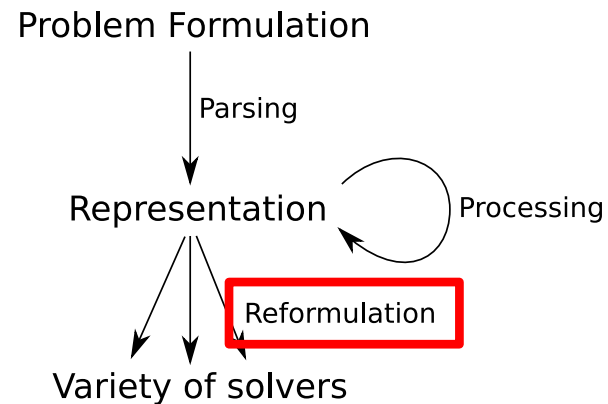 Problem Formulation
Parsing
Representation
Processing
Reformulation
Variety of solvers